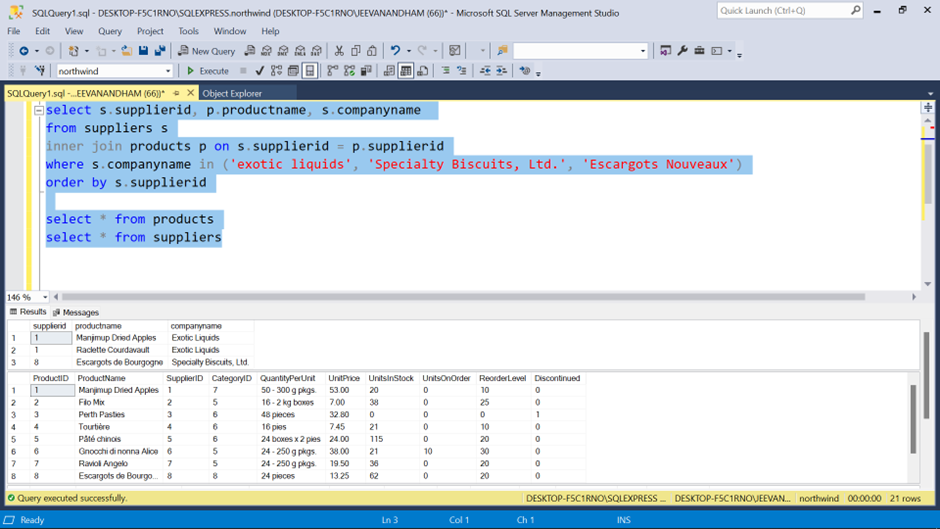 SQLQuery1.sql - DESKTOP-F5C1RNO\SQLEXPRESS.northwind (DESKTOP-F5C1RNO\JEEVANANDHAM (66))* - Microsoft SQL Server Management Studio
Quick Launch (Ctrl+Q)
File Edit View Query Project Tools Window Help
New Query
northwind Execute
SQLQuery1.sql -...EEVANANDHAM (66))* Object Explorer
select s.supplierid, p.productname, s.companyname
from suppliers s
inner join products p on s.supplierid = p.supplierid
where s.companyname in ('exotic liquids', 'Specialty Biscuits, Ltd.', 'Escargots Nouveaux')
order by s.supplierid
select * from products
select * from suppliers
146 %
Results Messages
supplierid productname companyname
1 1 Manjimup Dried Apples Exotic Liquids
2 1 Raclette Courdavault Exotic Liquids
3 8 Escargots de Bourgogne Specialty Biscuits, Ltd.
ProductID ProductName SupplierID CategoryID QuantityPerUnit UnitPrice UnitsInStock UnitsOnOrder ReorderLevel Discontinued
1 1 Manjimup Dried Apples 1 7 50 - 300 g pkgs. 53.00 20 0 10 0
2 2 Filo Mix 2 5 16 - 2 kg boxes 7.00 38 0 25 0
3 3 Perth Pasties 3 6 48 pieces 32.80 0 0 0 1
4 4 Tourtière 4 6 16 pies 7.45 21 0 10 0
5 5 Pâté chinois 5 6 24 boxes x 2 pies 24.00 115 0 20 0
6 6 Gnocchi di nonna Alice 6 5 24 - 250 g pkgs. 38.00 21 10 30 0
7 7 Ravioli Angelo 7 5 24 - 250 g pkgs. 19.50 36 0 20 0
8 8 Escargots de Bourgo... 8 8 24 pieces 13.25 62 0 20 0
Query executed successfully. DESKTOP-F5C1RNO\SQLEXPRESS ... DESKTOP-F5C1RNO\JEEVAN... northwind 00:00:00 21 rows
Ready Ln 3 Col 1 Ch 1 INS